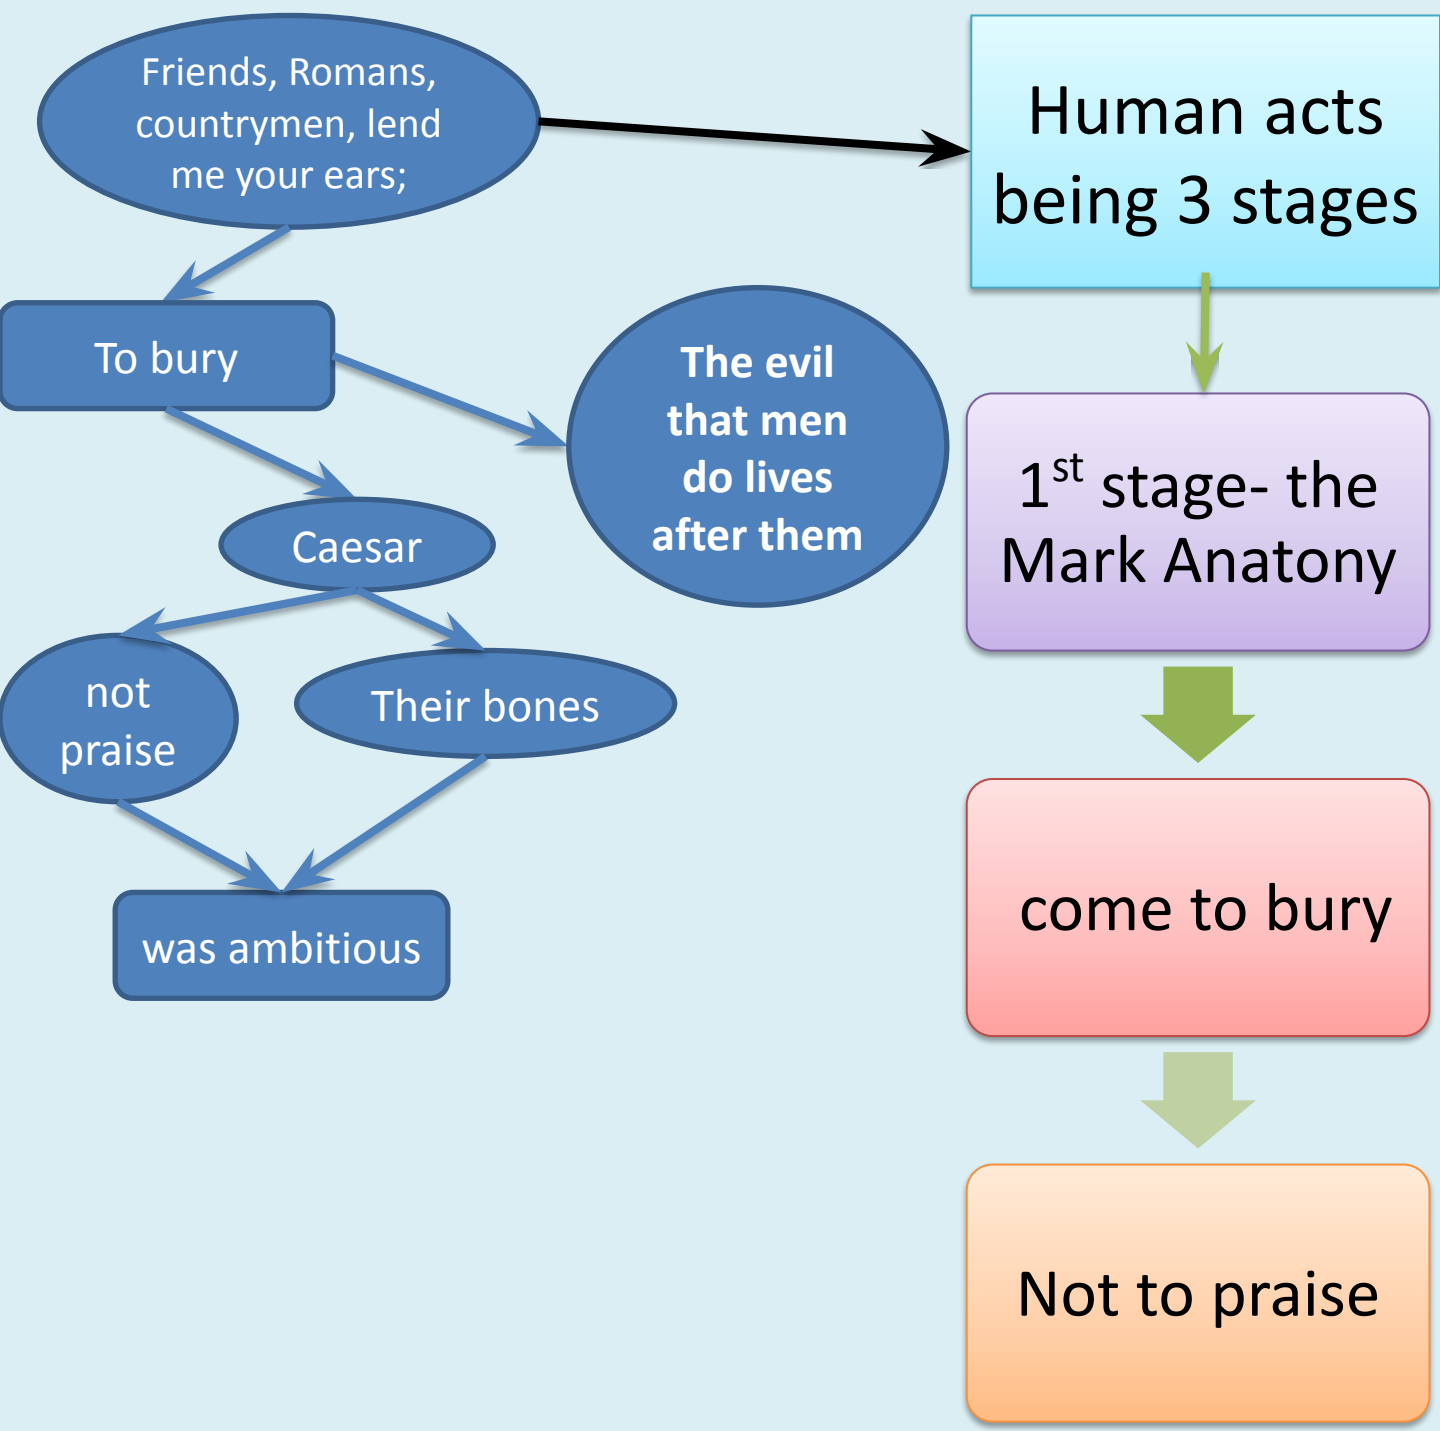 Friends, Romans,
countrymen, lend
me your ears;
To bury
The evil
that men
do lives
after them
Caesar
not
praise
Their bones
was ambitious
Human acts
being 3 stages
1st stage- the
Mark Anatony
come to bury
Not to praise